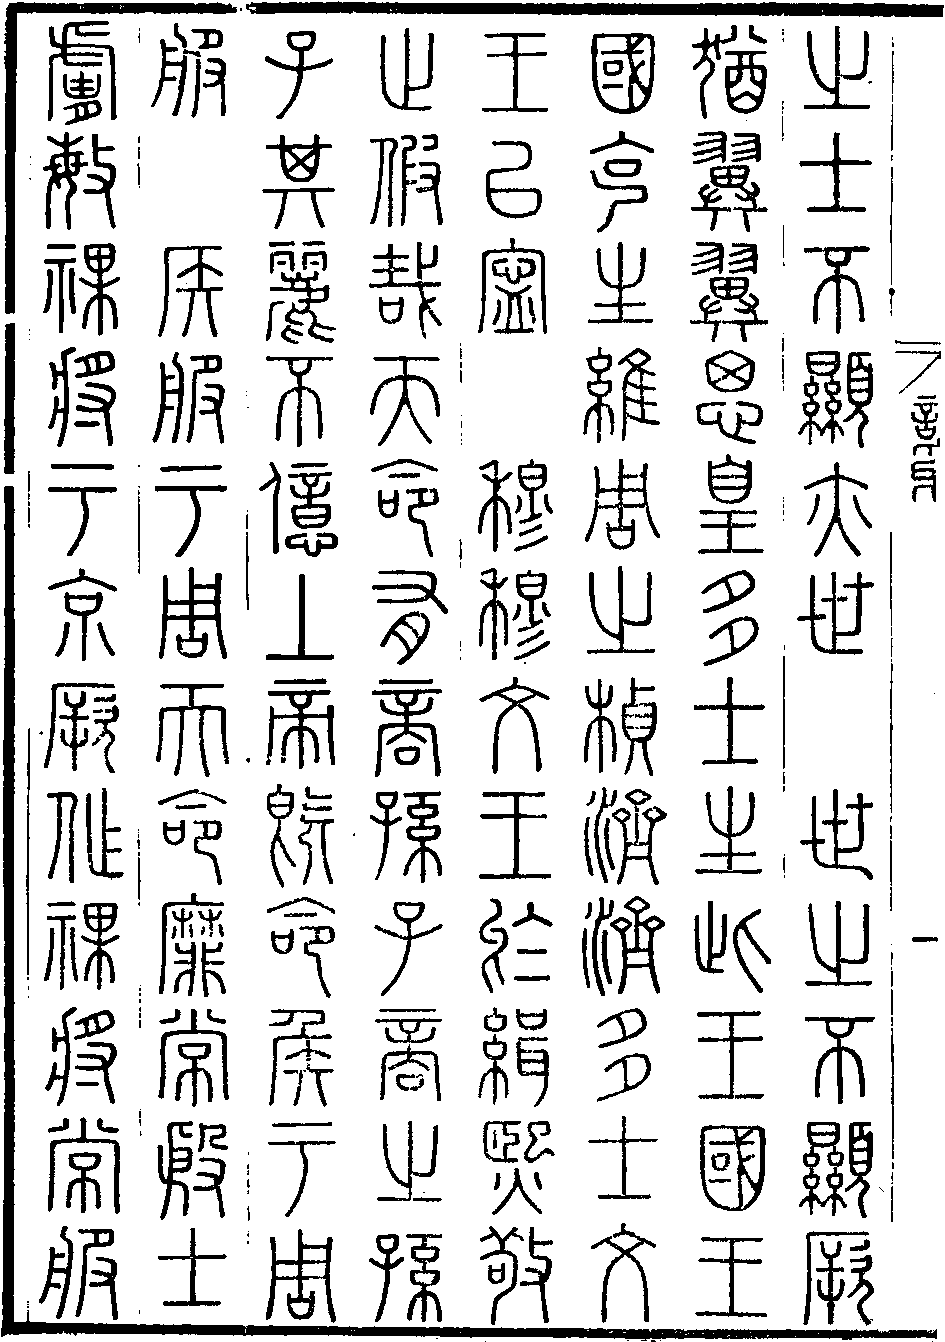 之士不顯亦世　世之不顯厥
猶翼翼思皇多士生此王國王
國克生維周之楨濟濟多士文
王以寧　穆穆文王於緝熙敬
止假哉天命有商孫子商之孫
子其麗不億上帝既命侯于周
服　侯服于周天命靡常殷士
膚敏祼將于京厥作祼將常服
一